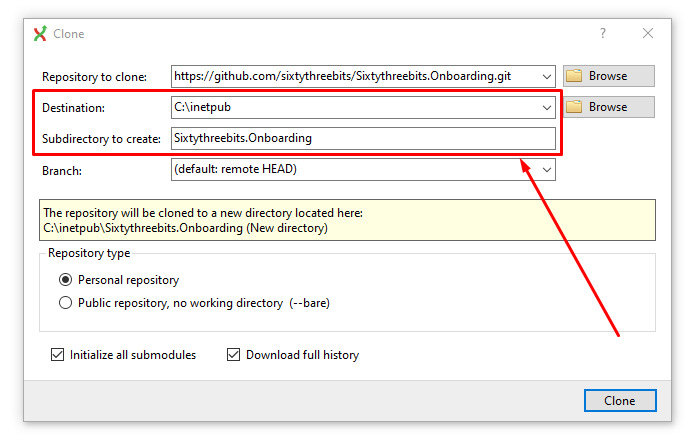 Clone
?
Repository to clone: https://github.com/sixtythreebits/Sixtythreebits.Onboarding.git Browse
Destination: C:\inetpub Browse
Subdirectory to create: Sixtythreebits.Onboarding
Branch: (default: remote HEAD)
The repository will be cloned to a new directory located here:
C:\inetpub\Sixtythreebits.Onboarding (New directory)
Repository type
Personal repository
Public repository, no working directory (--bare)
Initialize all submodules Download full history
Clone